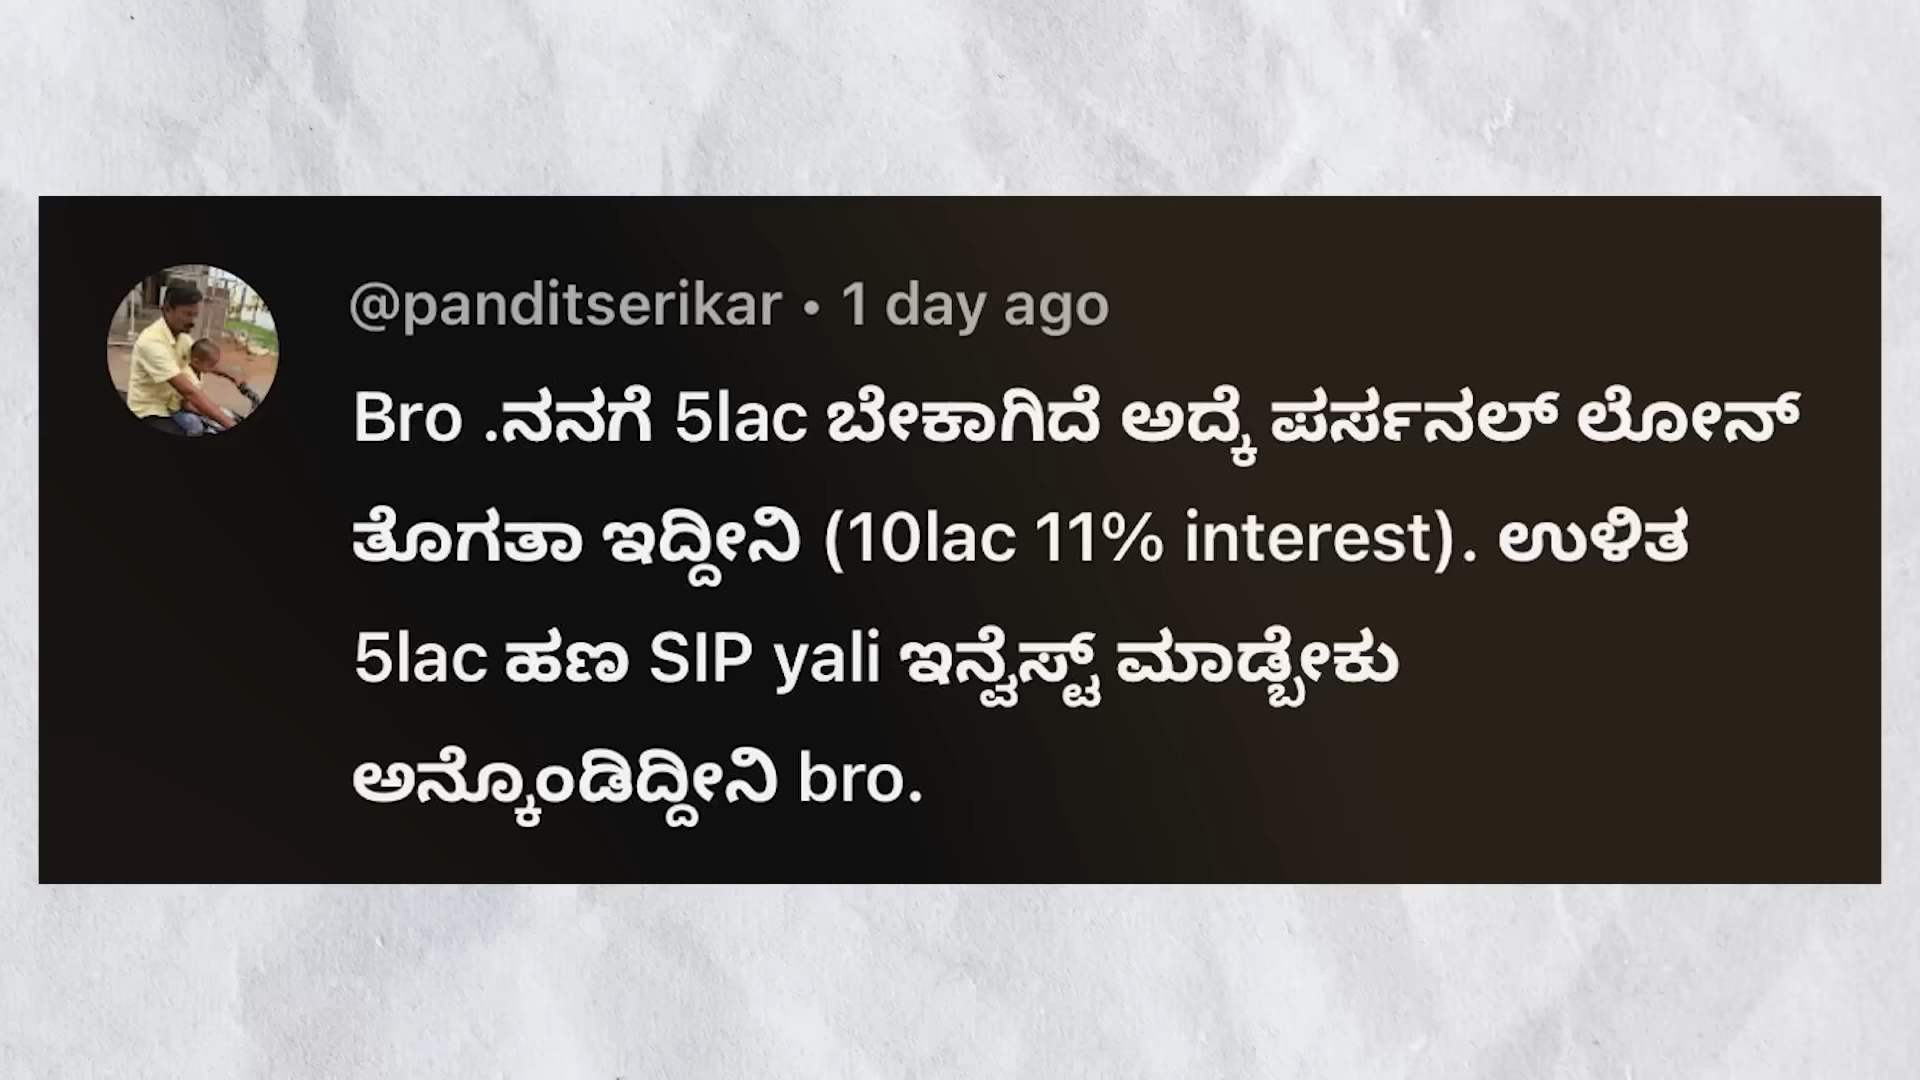 @panditserikar • 1 day ago
Bro .ನನಗೆ 5lac ಬೇಕಾಗಿದೆ ಅದ್ಕೆ ಪರ್ಸನಲ್ ಲೋನ್
ತೊಗತಾ ಇದ್ದೀನಿ (10lac 11% interest). ಉಳಿತ
5lac ಹಣ SIP yali ಇನ್ವೆಸ್ಟ್ ಮಾಡ್ಬೇಕು
ಅನ್ಕೊಂಡಿದ್ದೀನಿ bro.